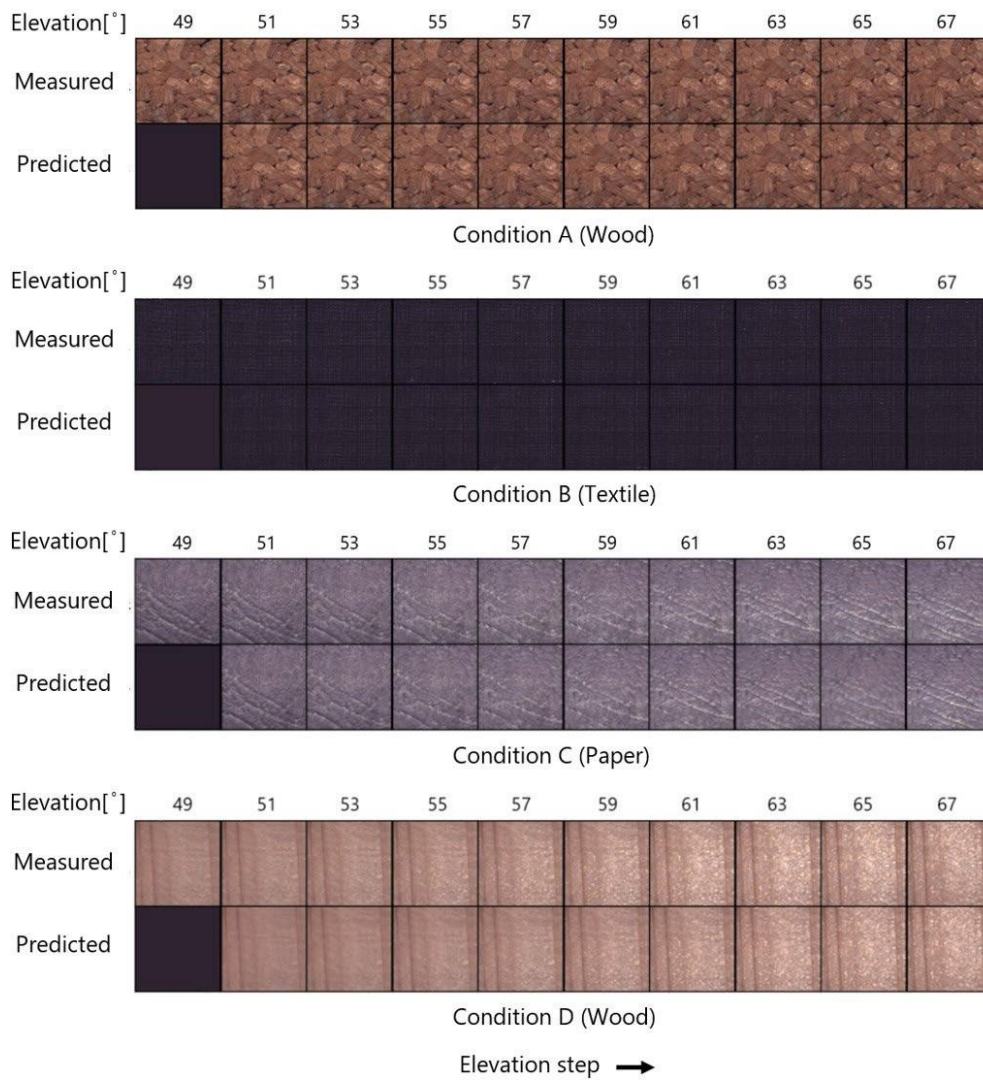 Elevation[°] 49 51 53 55 57 59 61 63 65 67
Measured
Predicted
Condition A (Wood)
Elevation[°] 49 51 53 55 57 59 61 63 65 67
Measured
Predicted
Condition B (Textile)
Elevation[°] 49 51 53 55 57 59 61 63 65 67
Measured
Predicted
Condition C (Paper)
Elevation[°] 49 51 53 55 57 59 61 63 65 67
Measured
Predicted
Condition D (Wood)
Elevation step →